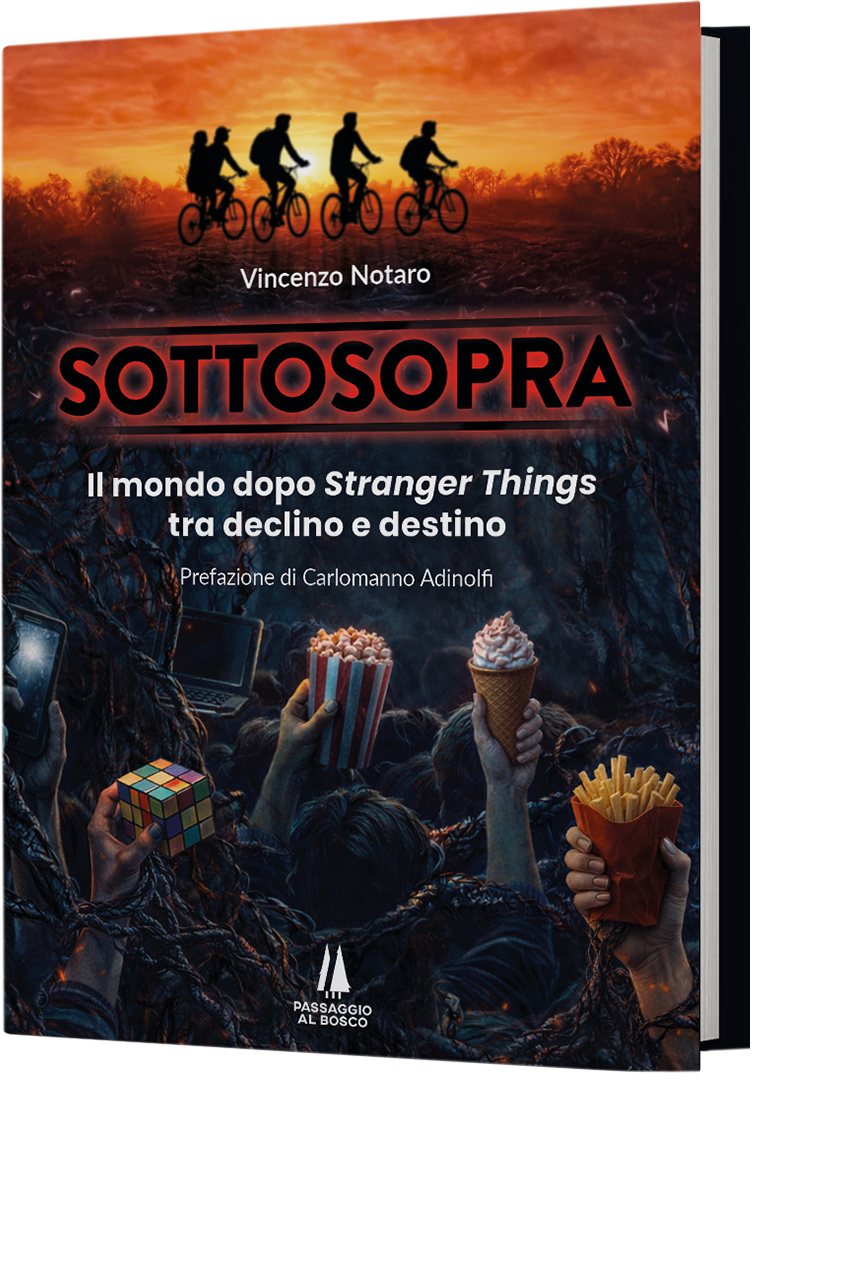 Vincenzo Notaro
SOTTOSOPRA
Il mondo dopo Stranger Things
tra declino e destino
Prefazione di Carlomanno Adinolfi
PASSAGGIO
AL BOSCO